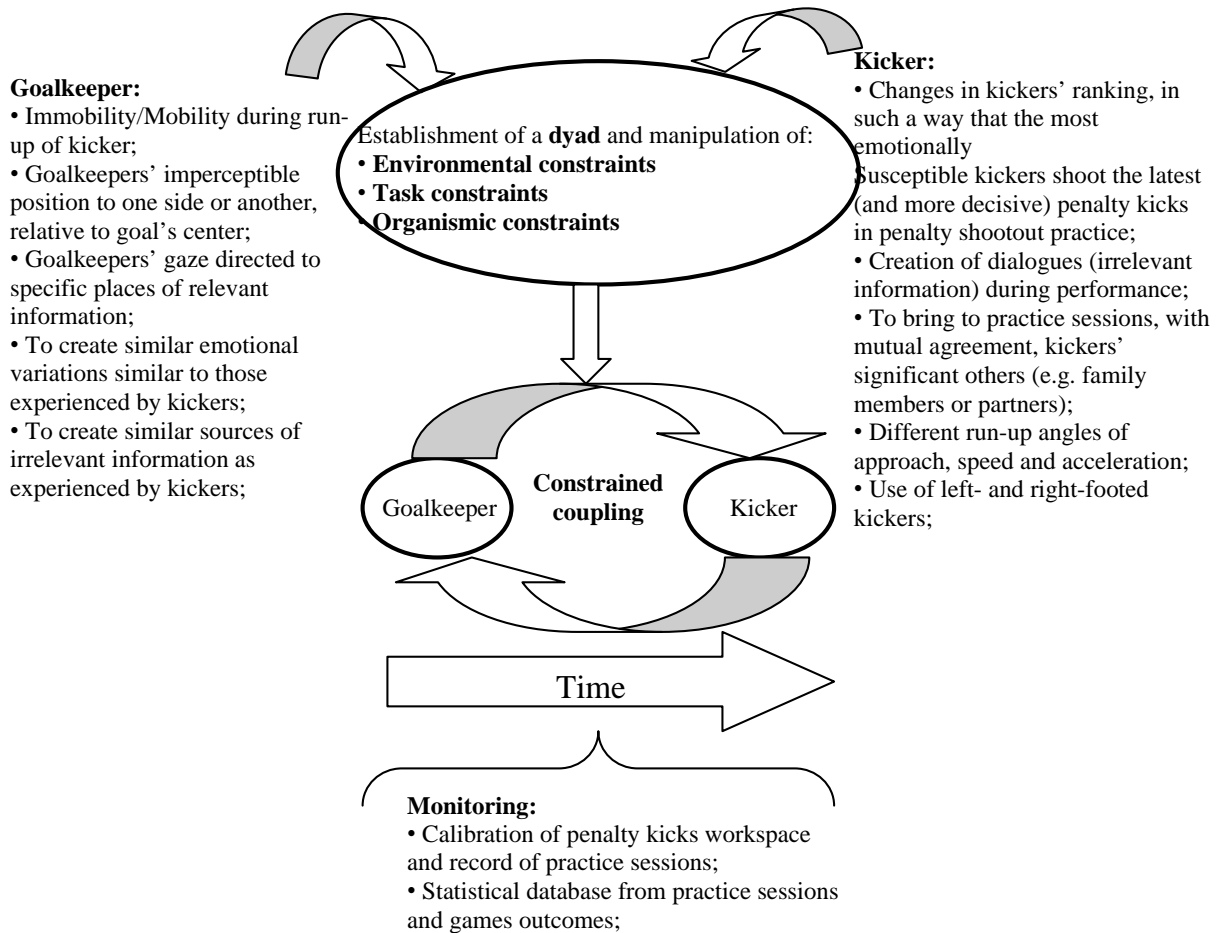 Goalkeeper:
• Immobility/Mobility during run-
up of kicker;
• Goalkeepers' imperceptible
position to one side or another,
relative to goal's center;
• Goalkeepers' gaze directed to
specific places of relevant
information;
• To create similar emotional
variations similar to those
experienced by kickers;
• To create similar sources of
irrelevant information as
experienced by kickers;
Establishment of a dyad and manipulation of:
• Environmental constraints
• Task constraints
• Organismic constraints
Kicker:
• Changes in kickers' ranking, in
such a way that the most
emotionally
Susceptible kickers shoot the latest
(and more decisive) penalty kicks
in penalty shootout practice;
• Creation of dialogues (irrelevant
information) during performance;
• To bring to practice sessions, with
mutual agreement, kickers'
significant others (e.g. family
members or partners);
• Different run-up angles of
approach, speed and acceleration;
• Use of left- and right-footed
kickers;
Goalkeeper
Constrained
coupling
Kicker
Time
Monitoring:
• Calibration of penalty kicks workspace
and record of practice sessions;
• Statistical database from practice sessions
and games outcomes;